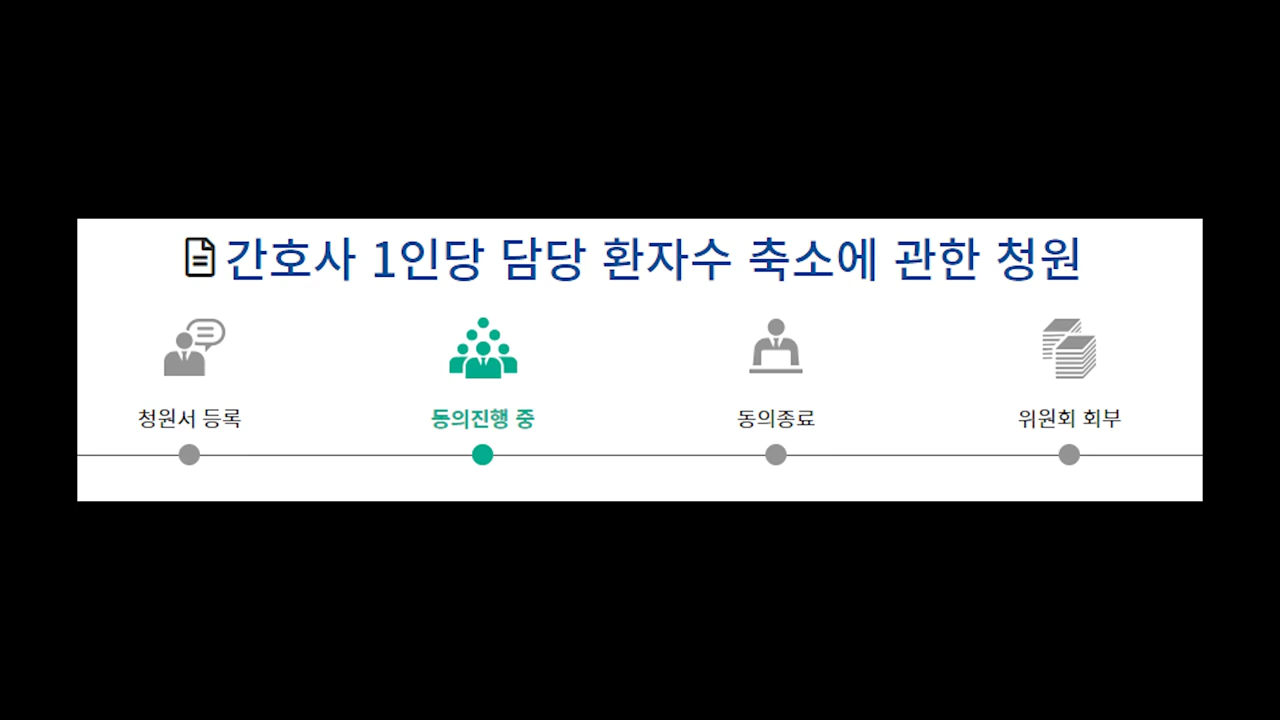 간호사 1인당 담당 환자수 축소에 관한 청원
청원서 등록
동의진행 중
동의종료
위원회 회부